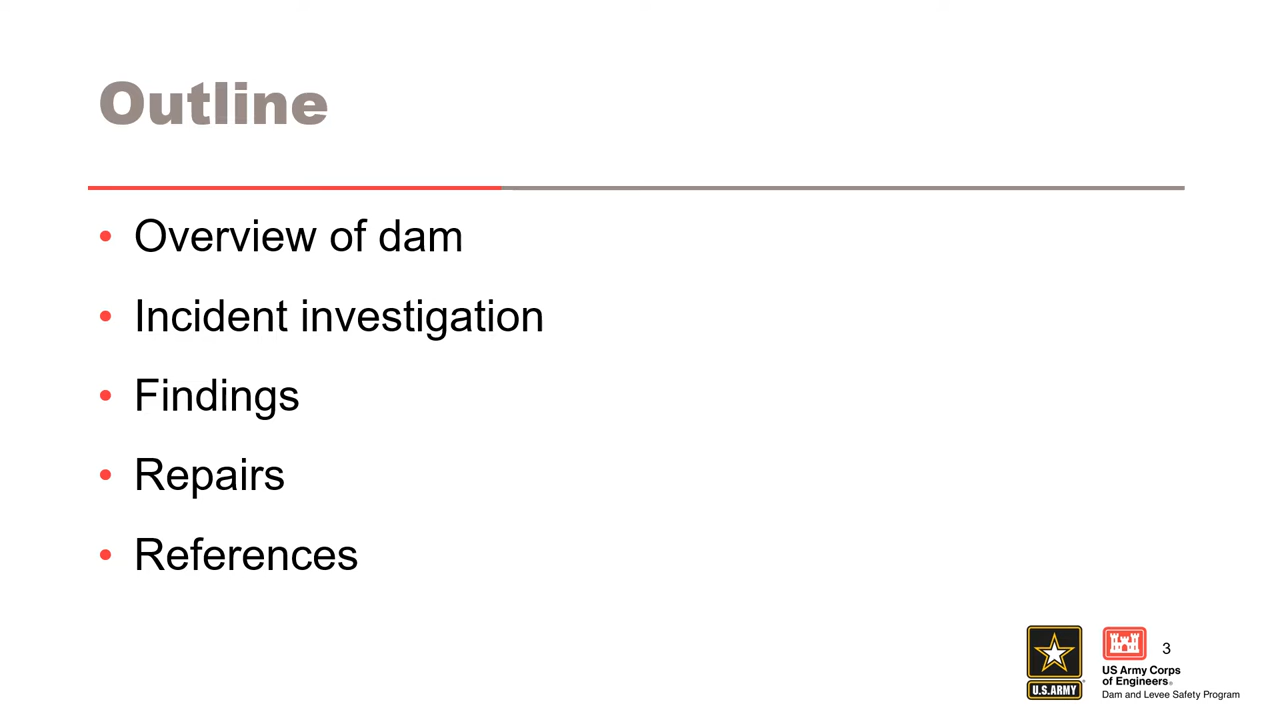 Outline
• Overview of dam
• Incident investigation
• Findings
• Repairs
• References
3
U.S.ARMY
US Army Corps
of Engineers®
Dam and Levee Safety Program